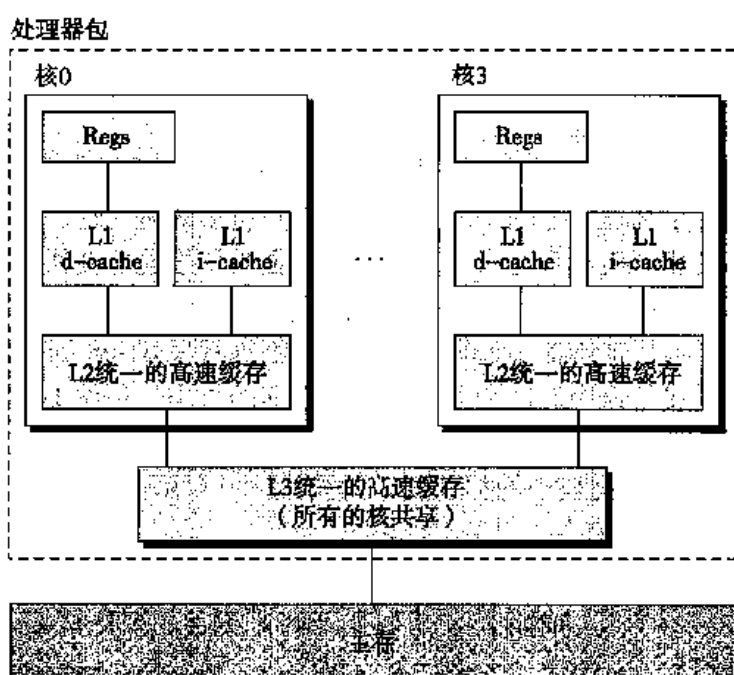 处理器包
核0
核3
Regs
Regs
L1
d-cache
L1
i-cache
...
L1
d-cache
L1
i-cache
L2统一的高速缓存
L2统一的高速缓存
L3统一的高速缓存
（所有的核共享）
主存